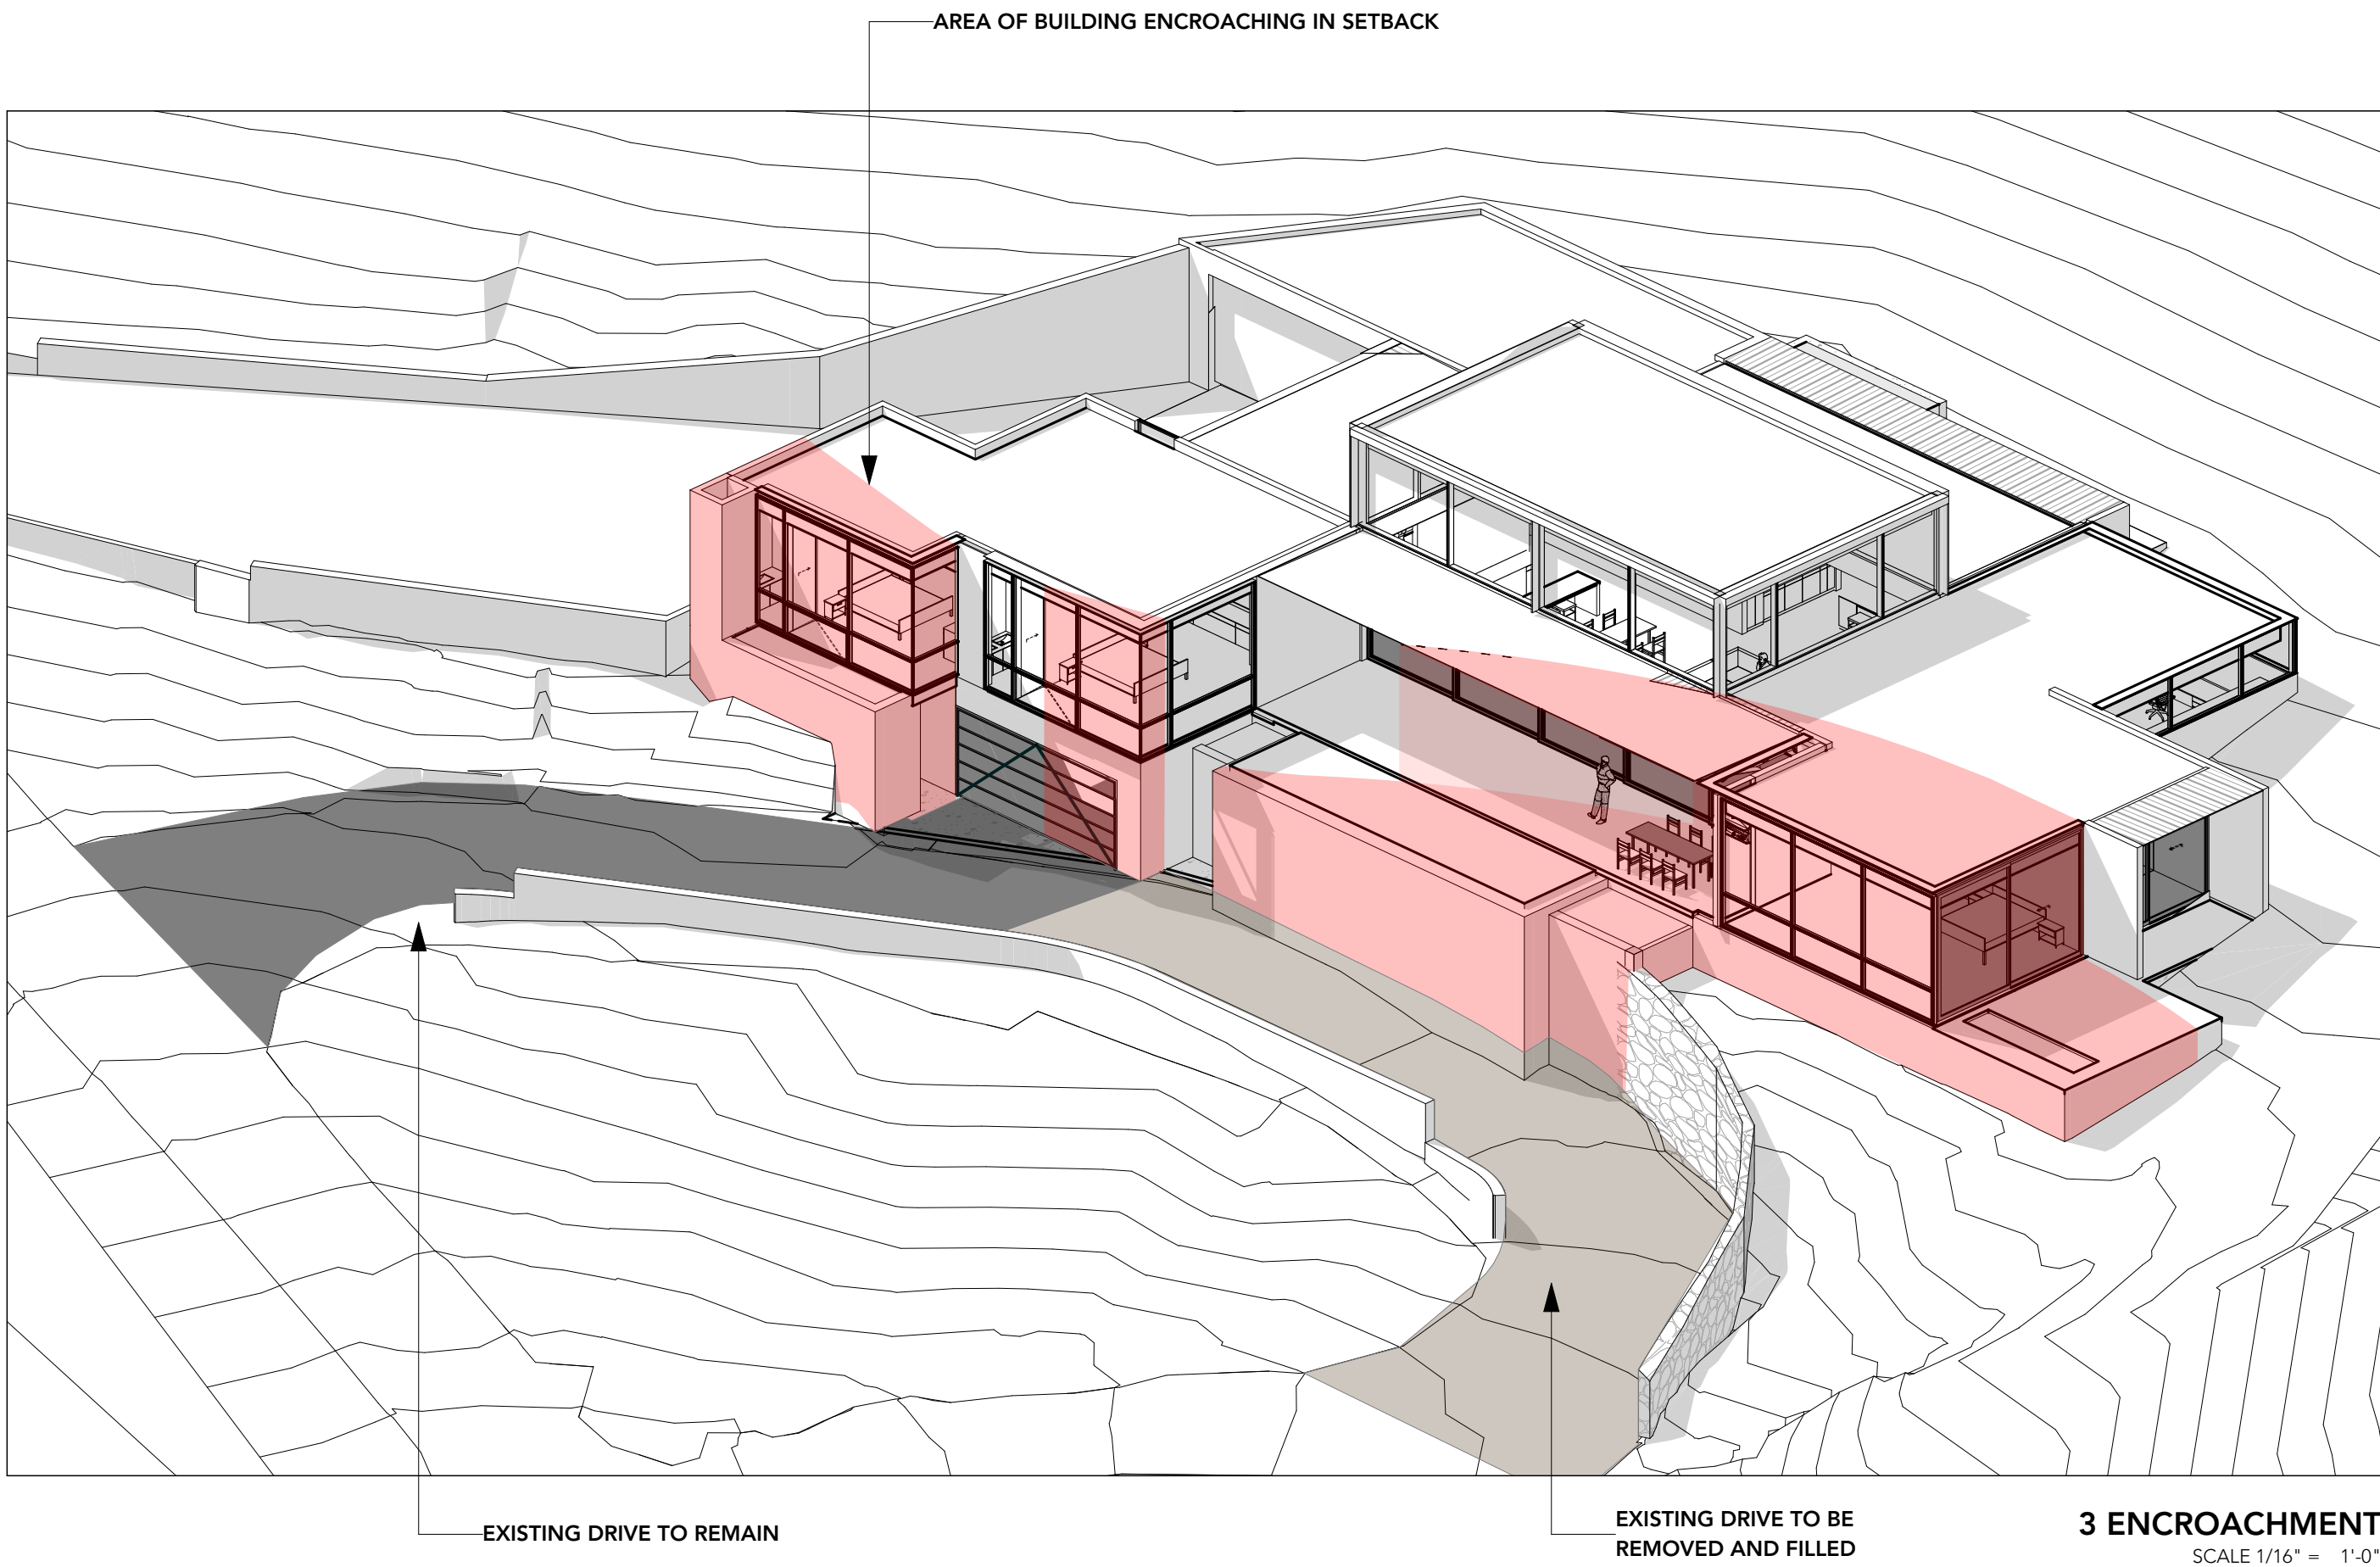 AREA OF BUILDING ENCROACHING IN SETBACK
EXISTING DRIVE TO REMAIN
EXISTING DRIVE TO BE
REMOVED AND FILLED
3 ENCROACHMENT
SCALE 1/16" = 1'-0"